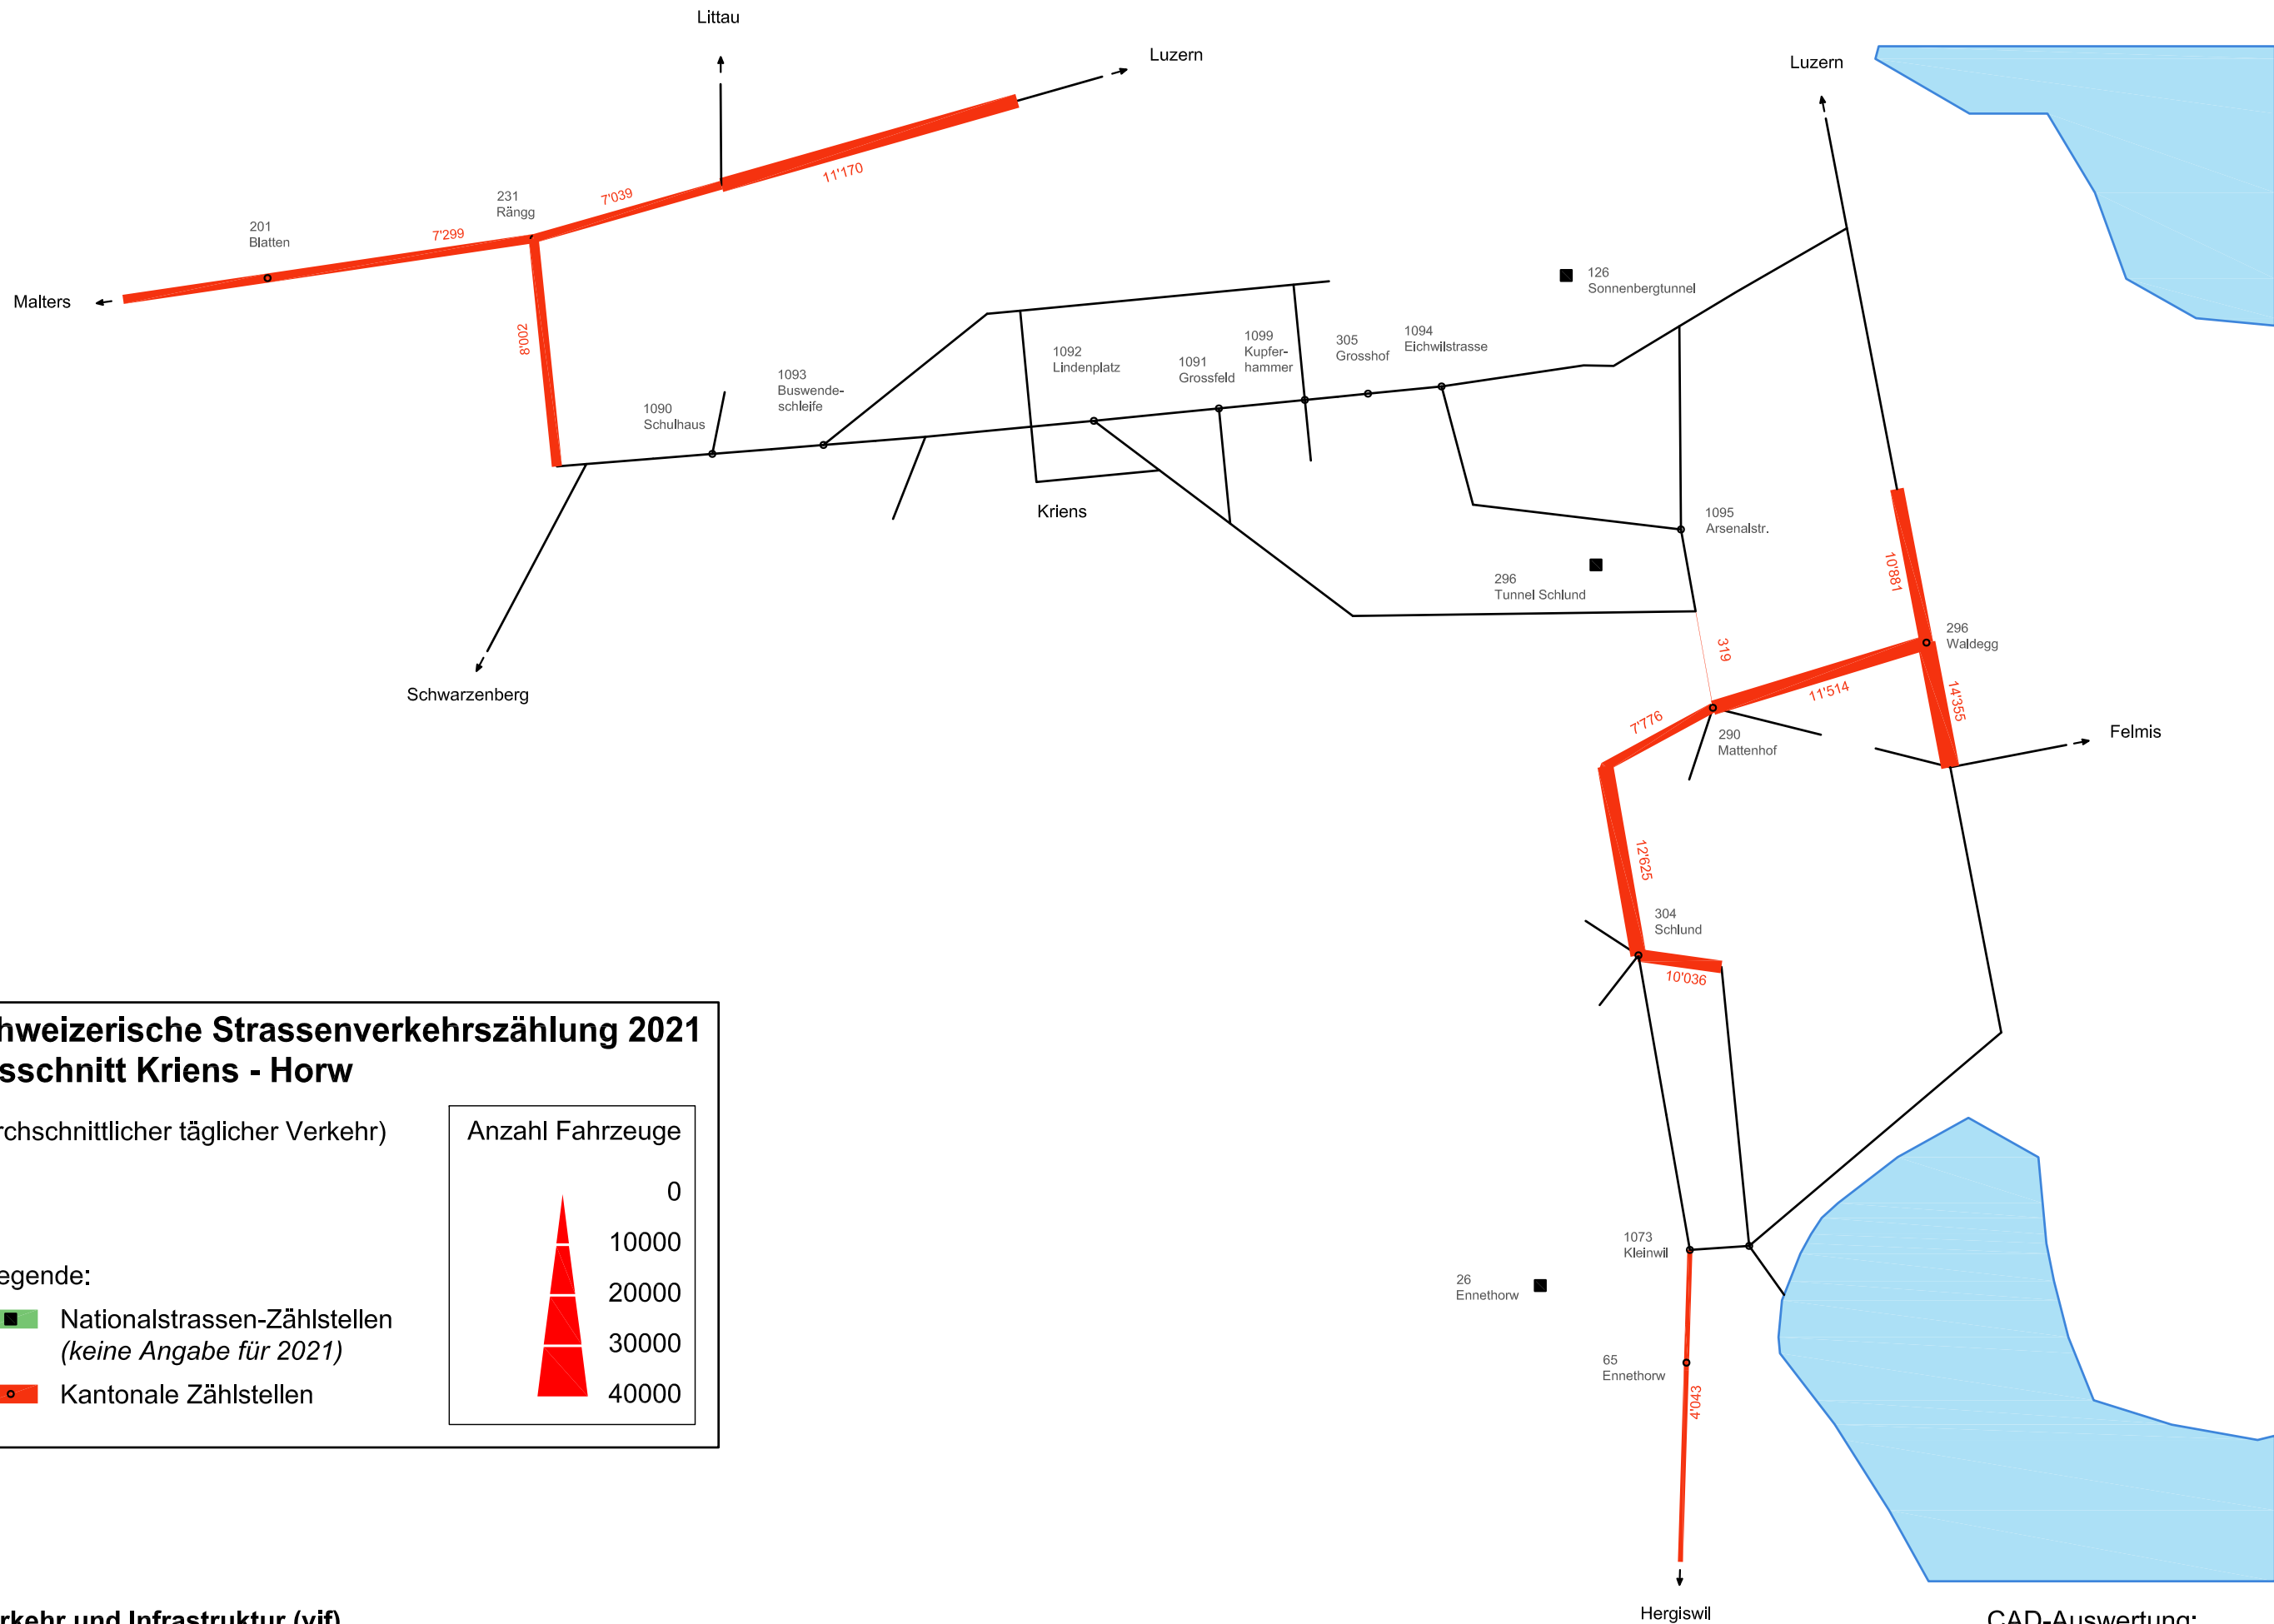 Littau
Luzern
Luzern
11'170
7'039
231
Rängg
201
Blatten
7'299
Malters
8'002
126
Sonnenbergtunnel
1094
Eichwilstrasse
305
Grosshof
1099
Kupfer-
hammer
1092
Lindenplatz
1091
Grossfeld
1093
Buswende-
schleife
1090
Schulhaus
Kriens
1095
Arsenalstr.
10'881
296
Tunnel Schlund
296
Waldegg
319
Schwarzenberg
11'514
14'355
7'776
290
Mattenhof
Felmis
12'625
304
Schlund
10'036
hweizerische Strassenverkehrszählung 2021
sschnitt Kriens - Horw
rchschnittlicher täglicher Verkehr)
Anzahl Fahrzeuge
0
10000
20000
30000
40000
egende:
Nationalstrassen-Zählstellen
(keine Angabe für 2021)
Kantonale Zählstellen
1073
Kleinwil
26
Ennethorw
65
Ennethorw
4'043
Hergiswil
rkehr und Infrastruktur (vif)
CAD-Auswertung: